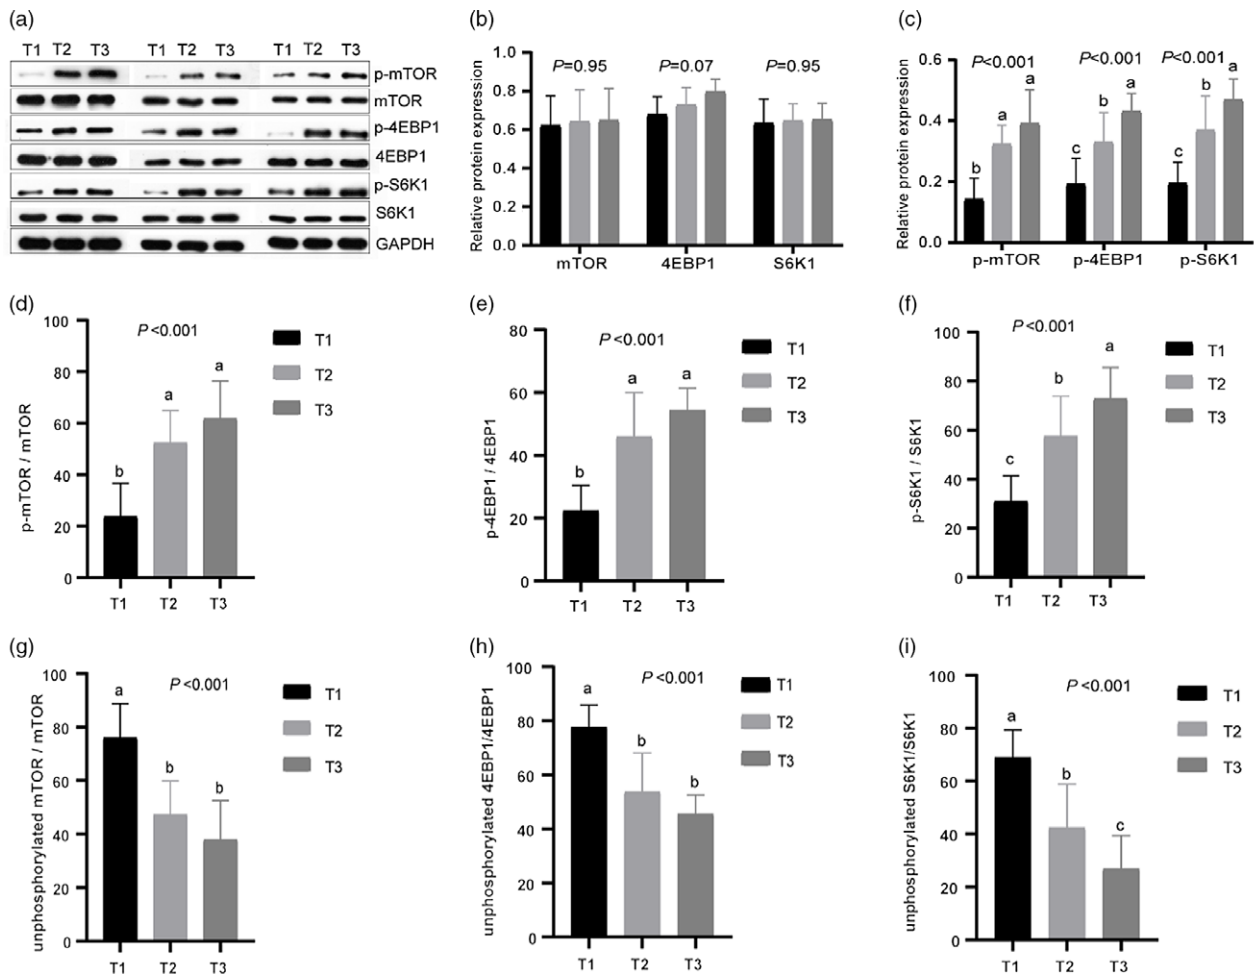 (a)
T1 T2 T3 T1 T2 T3 T1 T2 T3
p-mTOR
mTOR
p-4EBP1
4EBP1
p-S6K1
S6K1
GAPDH
(b)
Relative protein expression
1.0
0.8
0.6
0.4
0.2
0.0
P=0.95 P=0.07 P=0.95
mTOR 4EBP1 S6K1
(c)
Relative protein expression
0.6
0.4
0.2
0.0
P<0.001 P<0.001 P<0.001
b a a c b a c b a
p-mTOR p-4EBP1 p-S6K1
(d)
p-mTOR / mTOR
100
80
60
40
20
0
P<0.001
b a a
T1 T2 T3
T1
T2
T3
(e)
p-4EBP1 / 4EBP1
80
60
40
20
0
P<0.001
b a a
T1 T2 T3
T1
T2
T3
(f)
p-S6K1 / S6K1
100
80
60
40
20
0
P<0.001
c b a
T1 T2 T3
T1
T2
T3
(g)
unphosphorylated mTOR / mTOR
100
80
60
40
20
0
P<0.001
a b b
T1 T2 T3
T1
T2
T3
(h)
unphosphorylated 4EBP1/4EBP1
100
80
60
40
20
0
P<0.001
a b b
T1 T2 T3
T1
T2
T3
(i)
unphosphorylated S6K1/S6K1
100
80
60
40
20
0
P<0.001
a b c
T1 T2 T3
T1
T2
T3